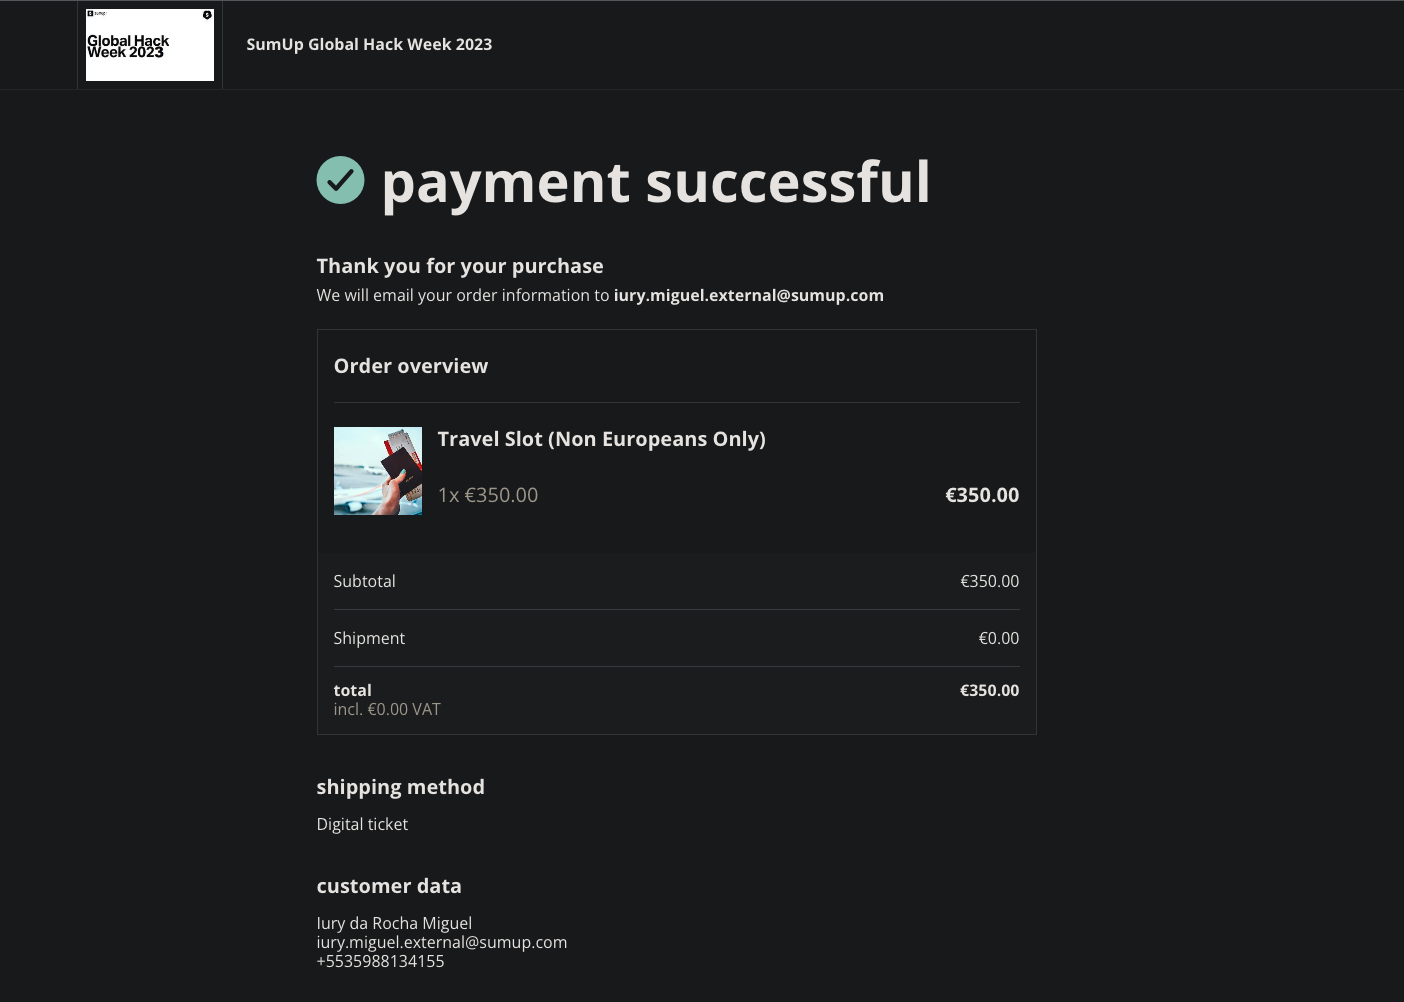 sumup
Global Hack
Week 2023
SumUp Global Hack Week 2023
payment successful
Thank you for your purchase
We will email your order information to iury.miguel.external@sumup.com
Order overview
Travel Slot (Non Europeans Only)
1x €350.00 €350.00
Subtotal €350.00
Shipment €0.00
total €350.00
incl. €0.00 VAT
shipping method
Digital ticket
customer data
Iury da Rocha Miguel
iury.miguel.external@sumup.com
+5535988134155